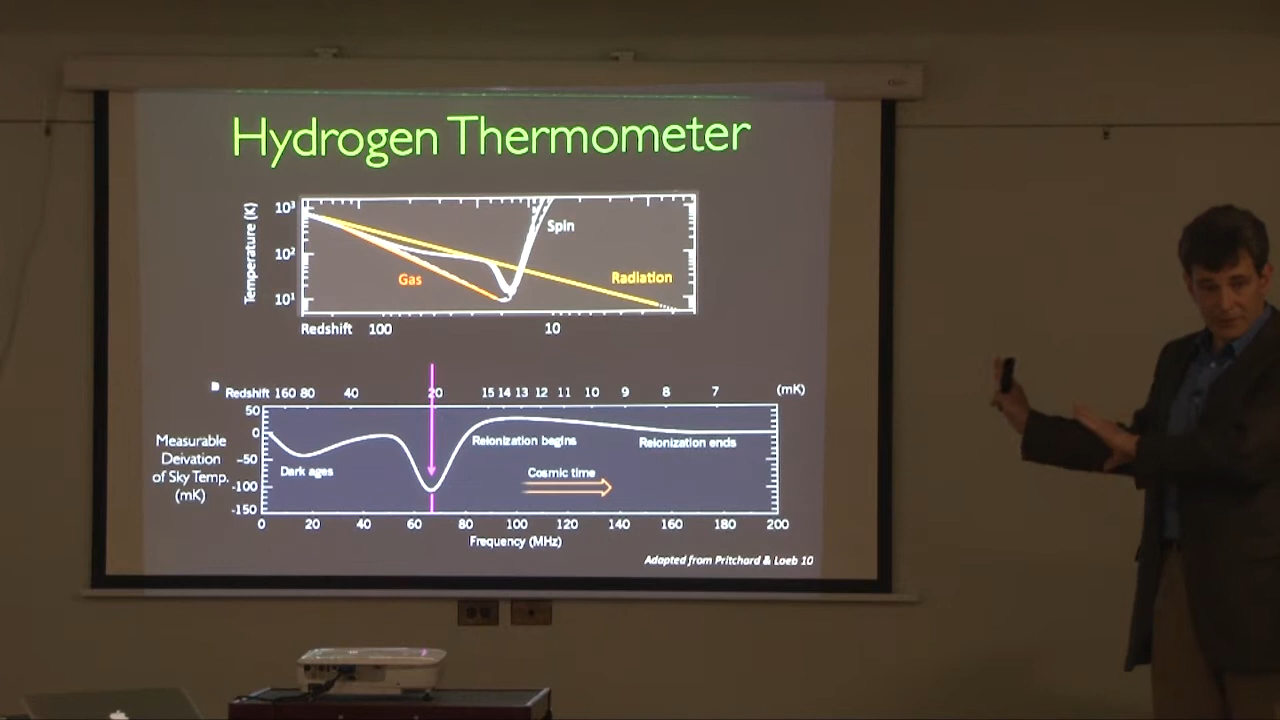 Hydrogen Thermometer
Temperature (K)
10³
10²
10¹
Spin
Gas
Radiation
Redshift 100 10
Redshift 160 80 40 20 15 14 13 12 11 10 9 8 7 (mK)
Measurable
Deivation
of Sky Temp.
(mK)
50
0
-50
-100
-150
Reionization begins
Reionization ends
Dark ages
Cosmic time
0 20 40 60 80 100 120 140 160 180 200
Frequency (MHz)
Adapted from Pritchard & Loeb 10